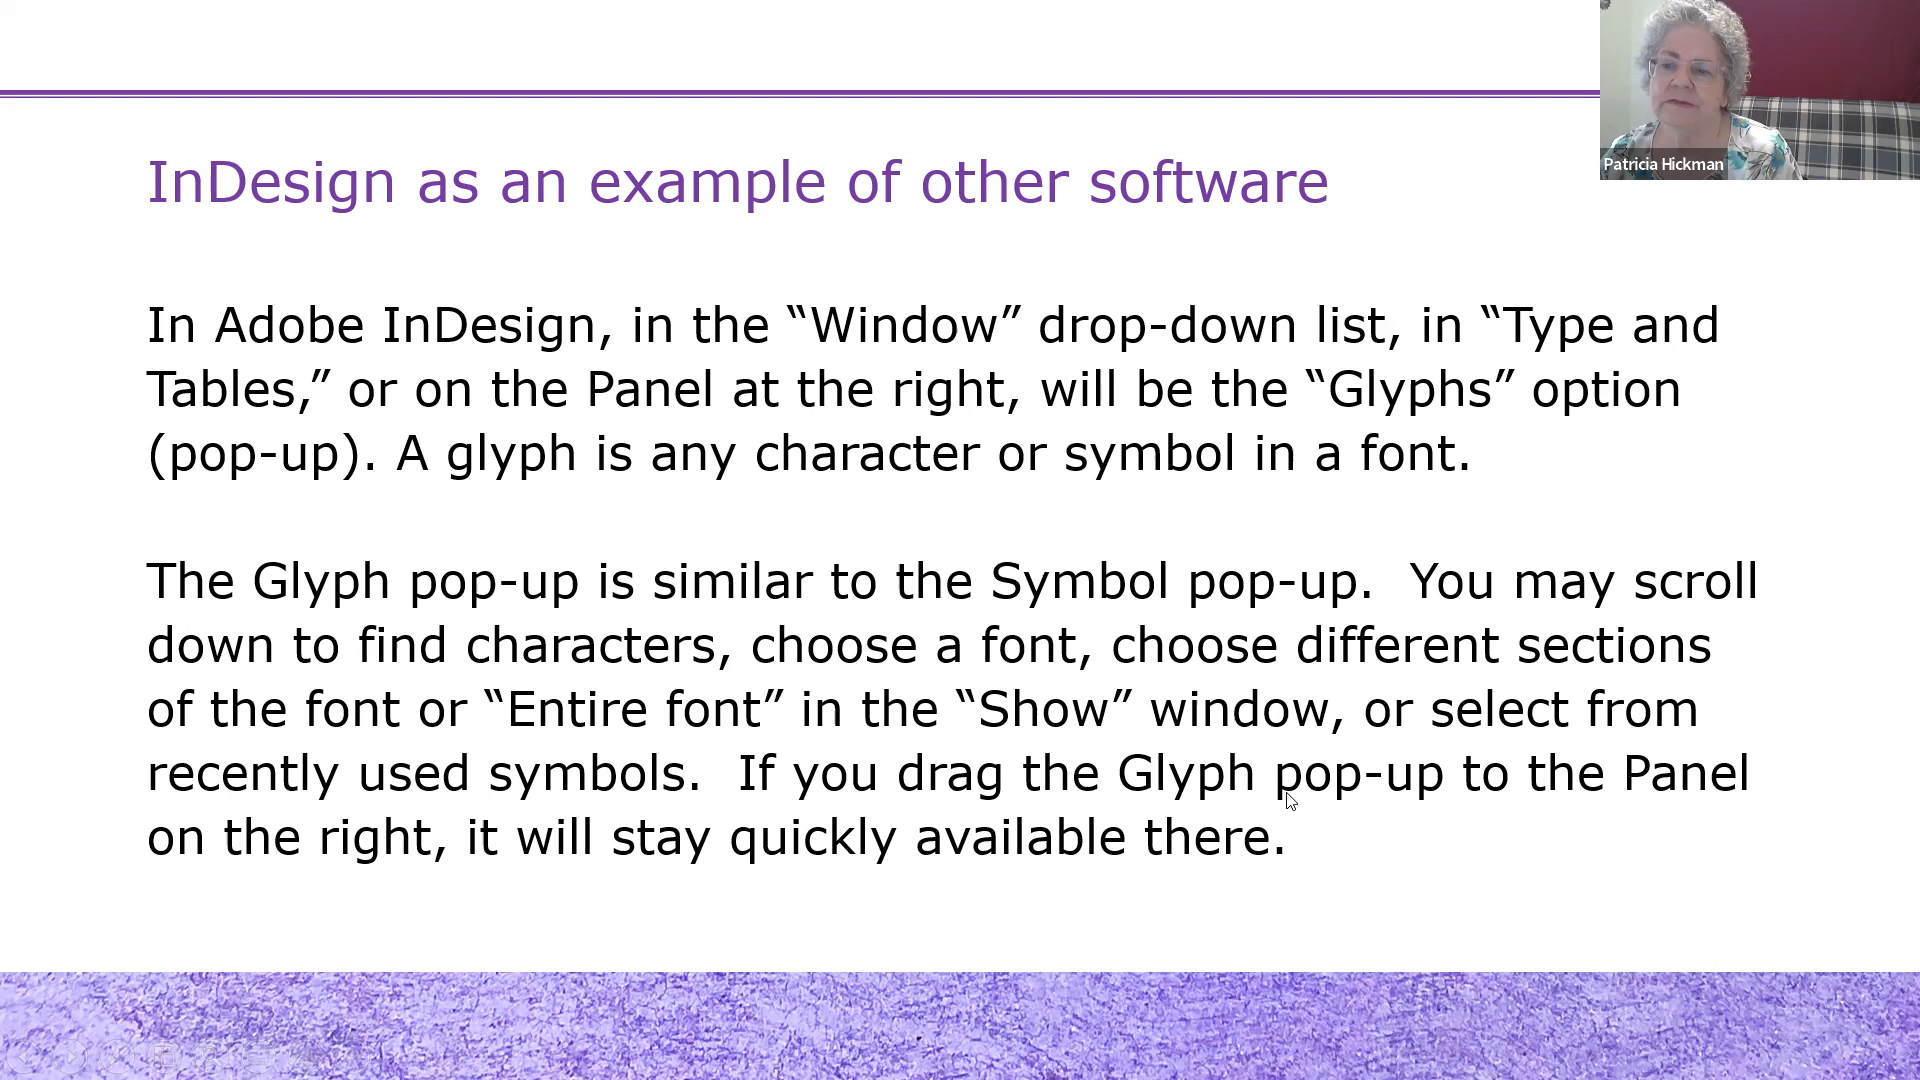 Patricia Hickman
InDesign as an example of other software
In Adobe InDesign, in the “Window” drop-down list, in “Type and
Tables,” or on the Panel at the right, will be the “Glyphs” option
(pop-up). A glyph is any character or symbol in a font.
The Glyph pop-up is similar to the Symbol pop-up.  You may scroll
down to find characters, choose a font, choose different sections
of the font or “Entire font” in the “Show” window, or select from
recently used symbols.  If you drag the Glyph pop-up to the Panel
on the right, it will stay quickly available there.